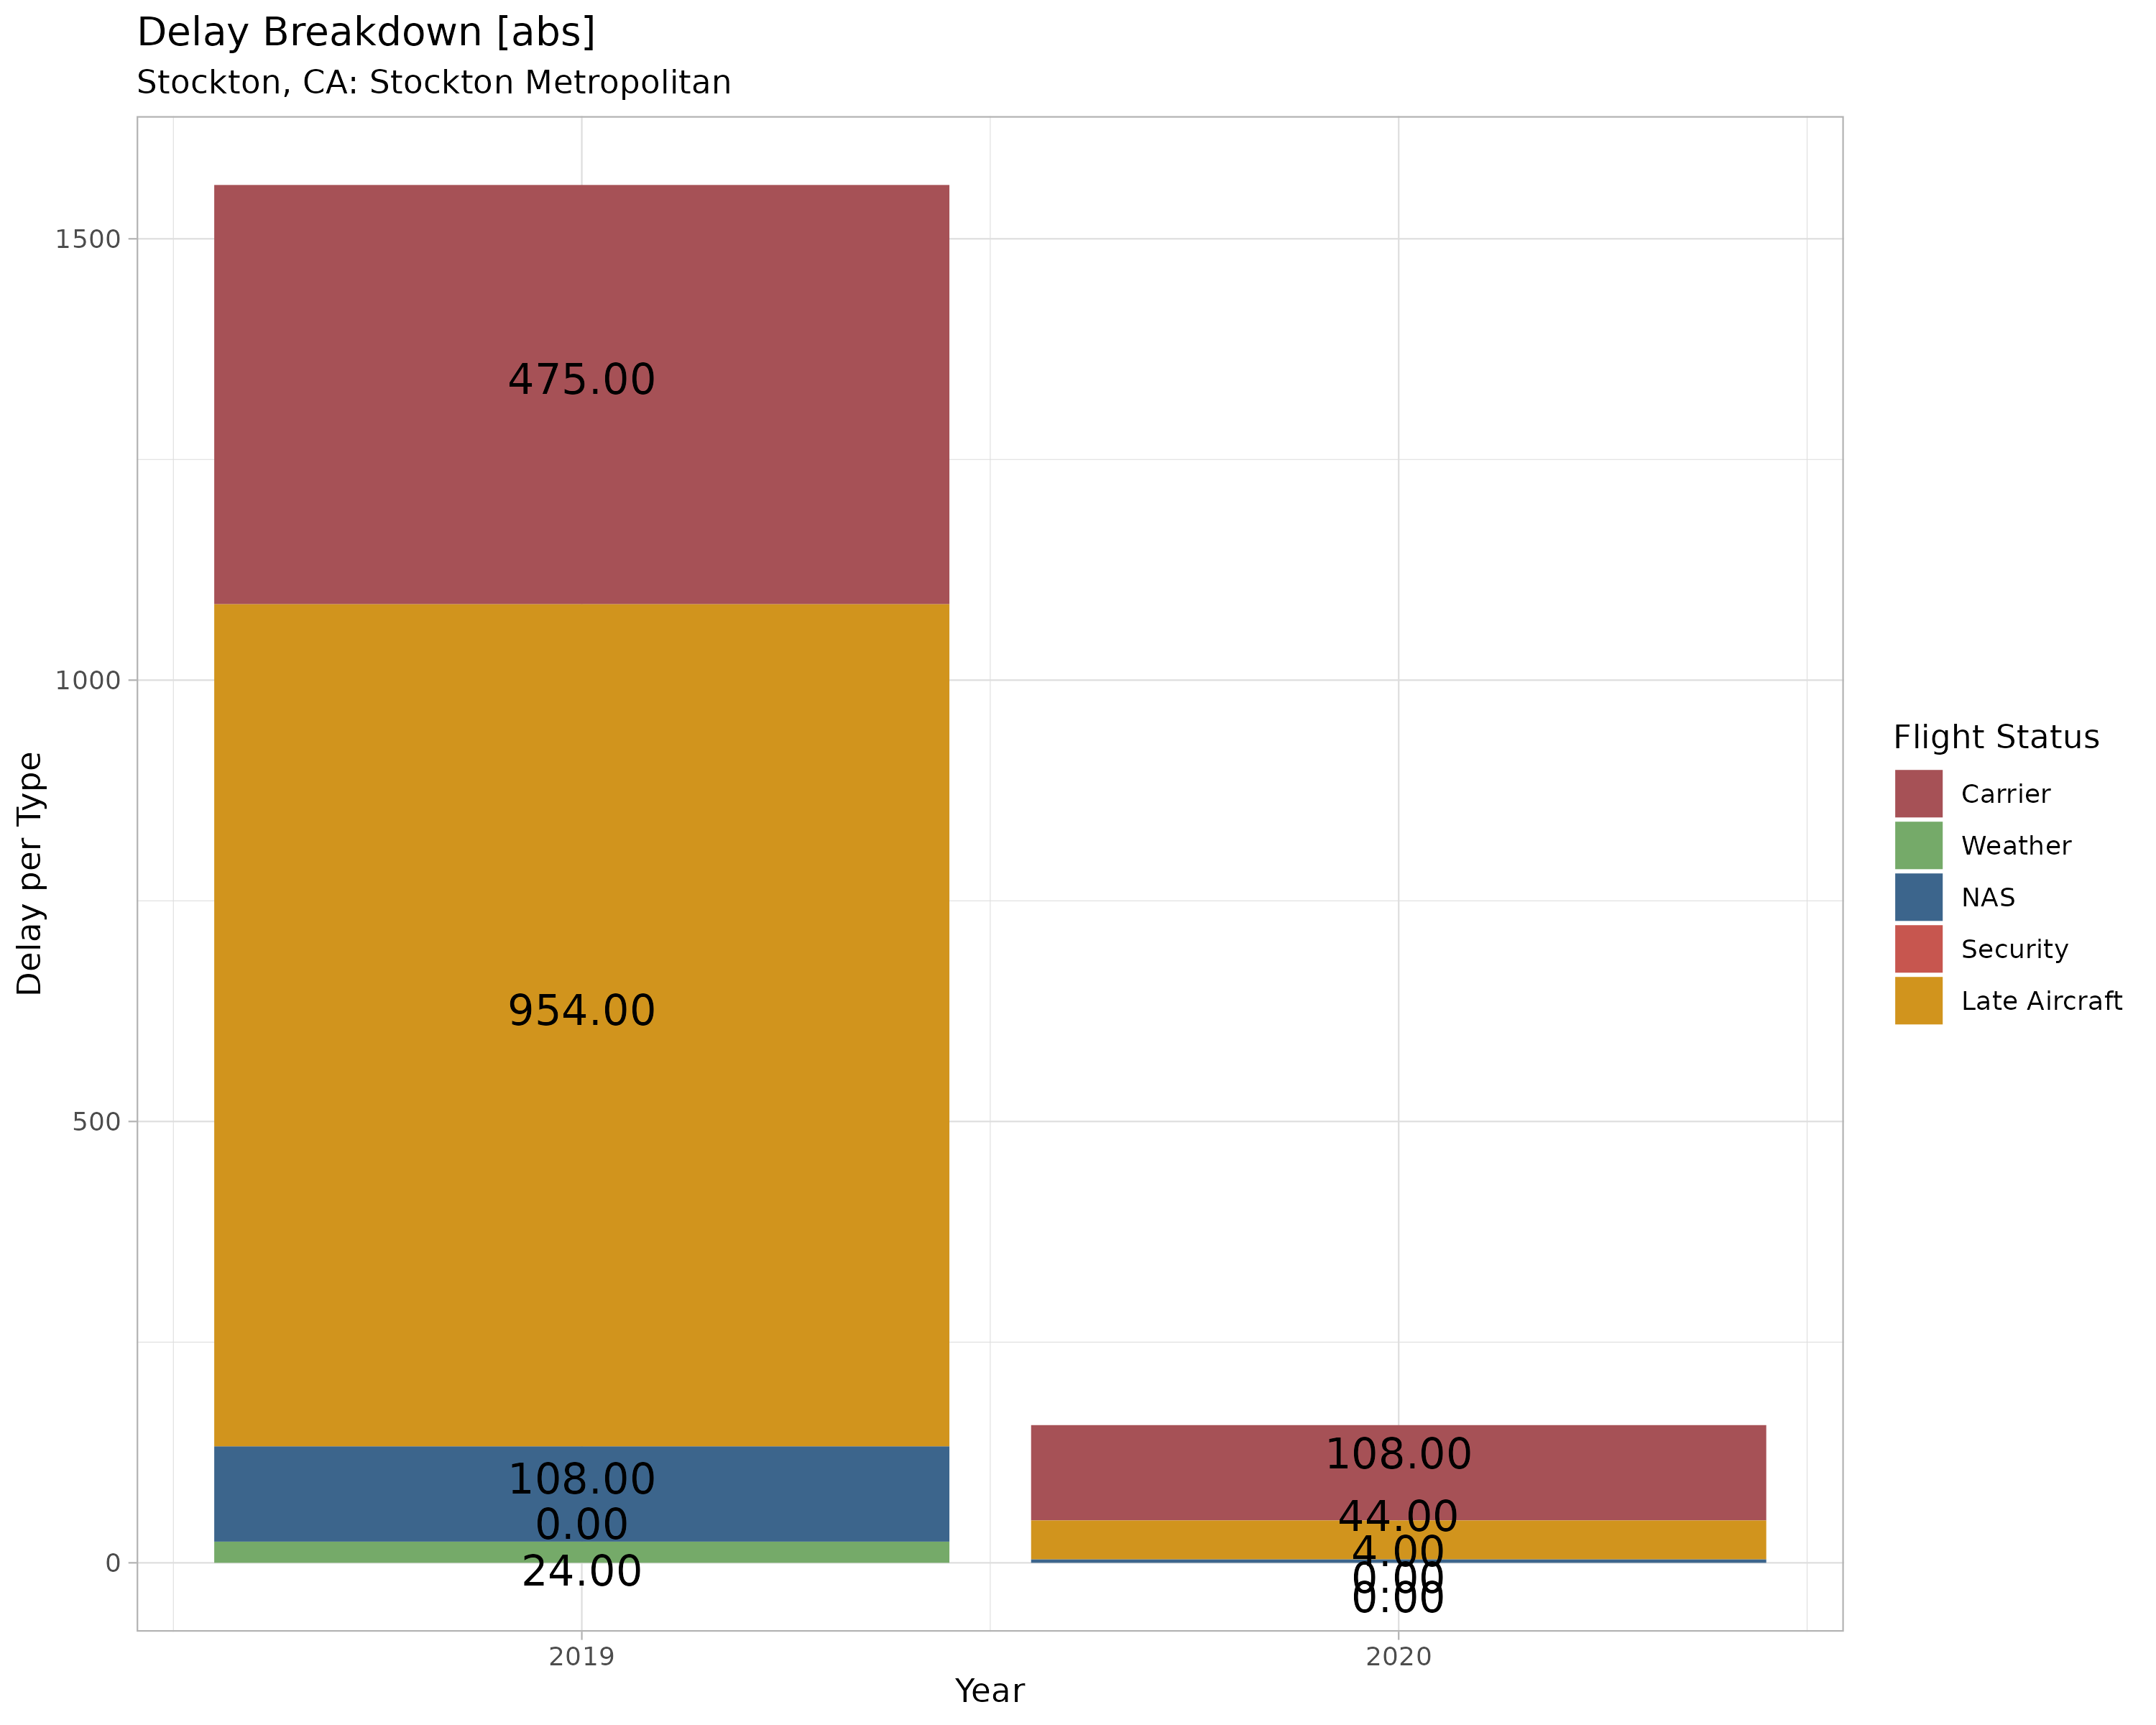 Delay Breakdown [abs]
Stockton, CA: Stockton Metropolitan
Delay per Type
1500
1000
500
0
475.00
954.00
108.00
0.00
24.00
108.00
44.00
4.00
0.00
0.00
2019
2020
Year
Flight Status
Carrier
Weather
NAS
Security
Late Aircraft